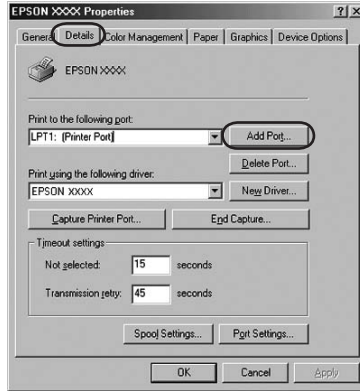 EPSON XXXX Properties
General Details Color Management Paper Graphics Device Options
EPSON XXXX
Print to the following port:
LPT1: (Printer Port) Add Port...
Delete Port...
Print using the following driver:
EPSON XXXX New Driver...
Capture Printer Port... End Capture...
Timeout settings
Not selected: 15 seconds
Transmission retry: 45 seconds
Spool Settings... Port Settings...
OK Cancel Apply